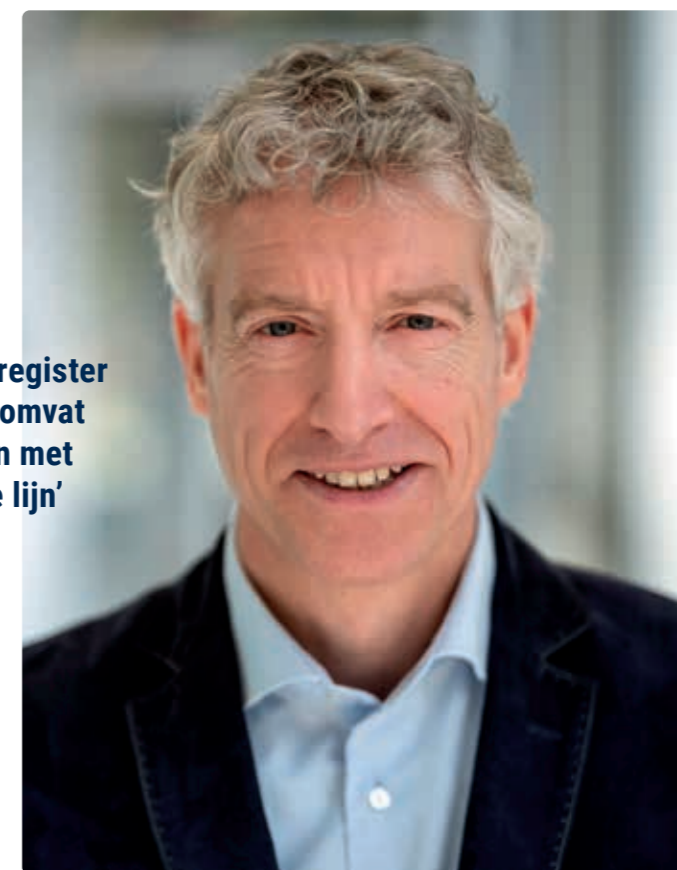 register
omvat
n met
e lijn’